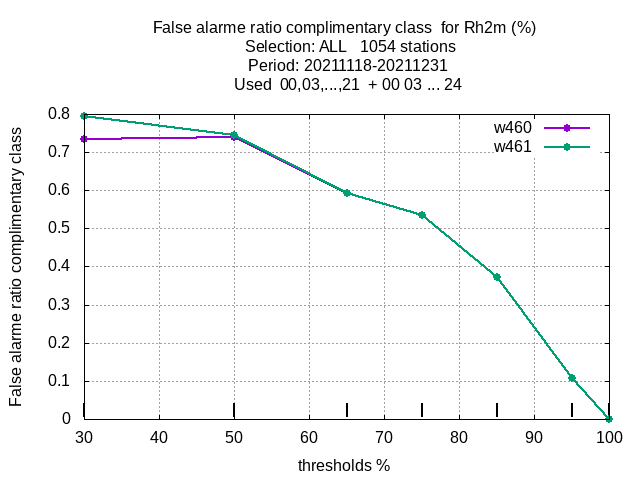 False alarme ratio complimentary class  for Rh2m (%)
Selection: ALL   1054 stations
Period: 20211118-20211231
Used  00,03,...,21  + 00 03 ... 24
w460
w461
False alarme ratio complimentary class
0.8
0.7
0.6
0.5
0.4
0.3
0.2
0.1
0
30 40 50 60 70 80 90 100
thresholds %